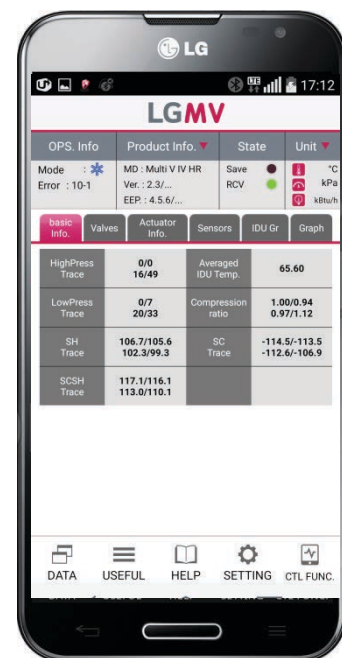 LG
17:12
LGMV
OPS. Info Product Info. ▼ State Unit ▼
Mode : MD : Multi V IV HR Save °C
Error : 10-1 Ver. : 2.3/... RCV kPa
EEP. : 4.5.6/... kBtu/h
basic Info. Valves Actuator Info. Sensors IDU Gr Graph
HighPress Trace 0/0 16/49 Averaged IDU Temp. 65.60
LowPress Trace 0/7 20/33 Compression ratio 1.00/0.94 0.97/1.12
SH Trace 106.7/105.6 102.3/99.3 SC Trace -114.5/-113.5 -112.6/-106.9
SCSH Trace 117.1/116.1 113.0/110.1
DATA USEFUL HELP SETTING CTL FUNC.